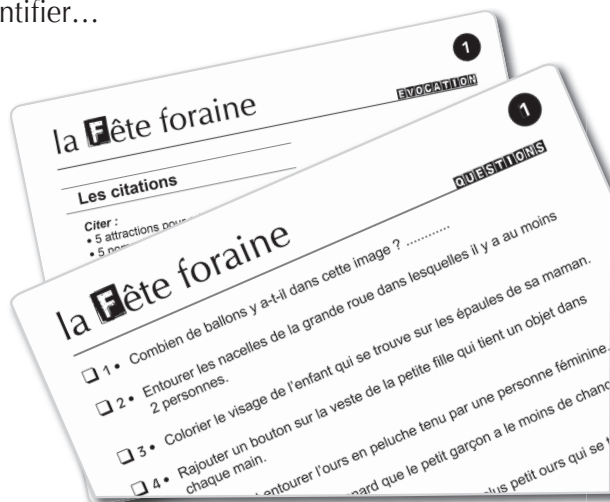 ntifier…
1
la Fête foraine
EVOCATION
Les citations
Citer :
• 5 attractions pour
• 5
1
la Fête foraine
QUESTIONS
1 • Combien de ballons y a-t-il dans cette image ? ............
2 • Entourer les nacelles de la grande roue dans lesquelles il y a au moins
2 personnes.
3 • Colorier le visage de l'enfant qui se trouve sur les épaules de sa maman.
4 • Rajouter un bouton sur la veste de la petite fille qui tient un objet dans
chaque main.
entourer l'ours en peluche tenu par une personne féminine.
que le petit garçon a le moins de
petit ours qui se